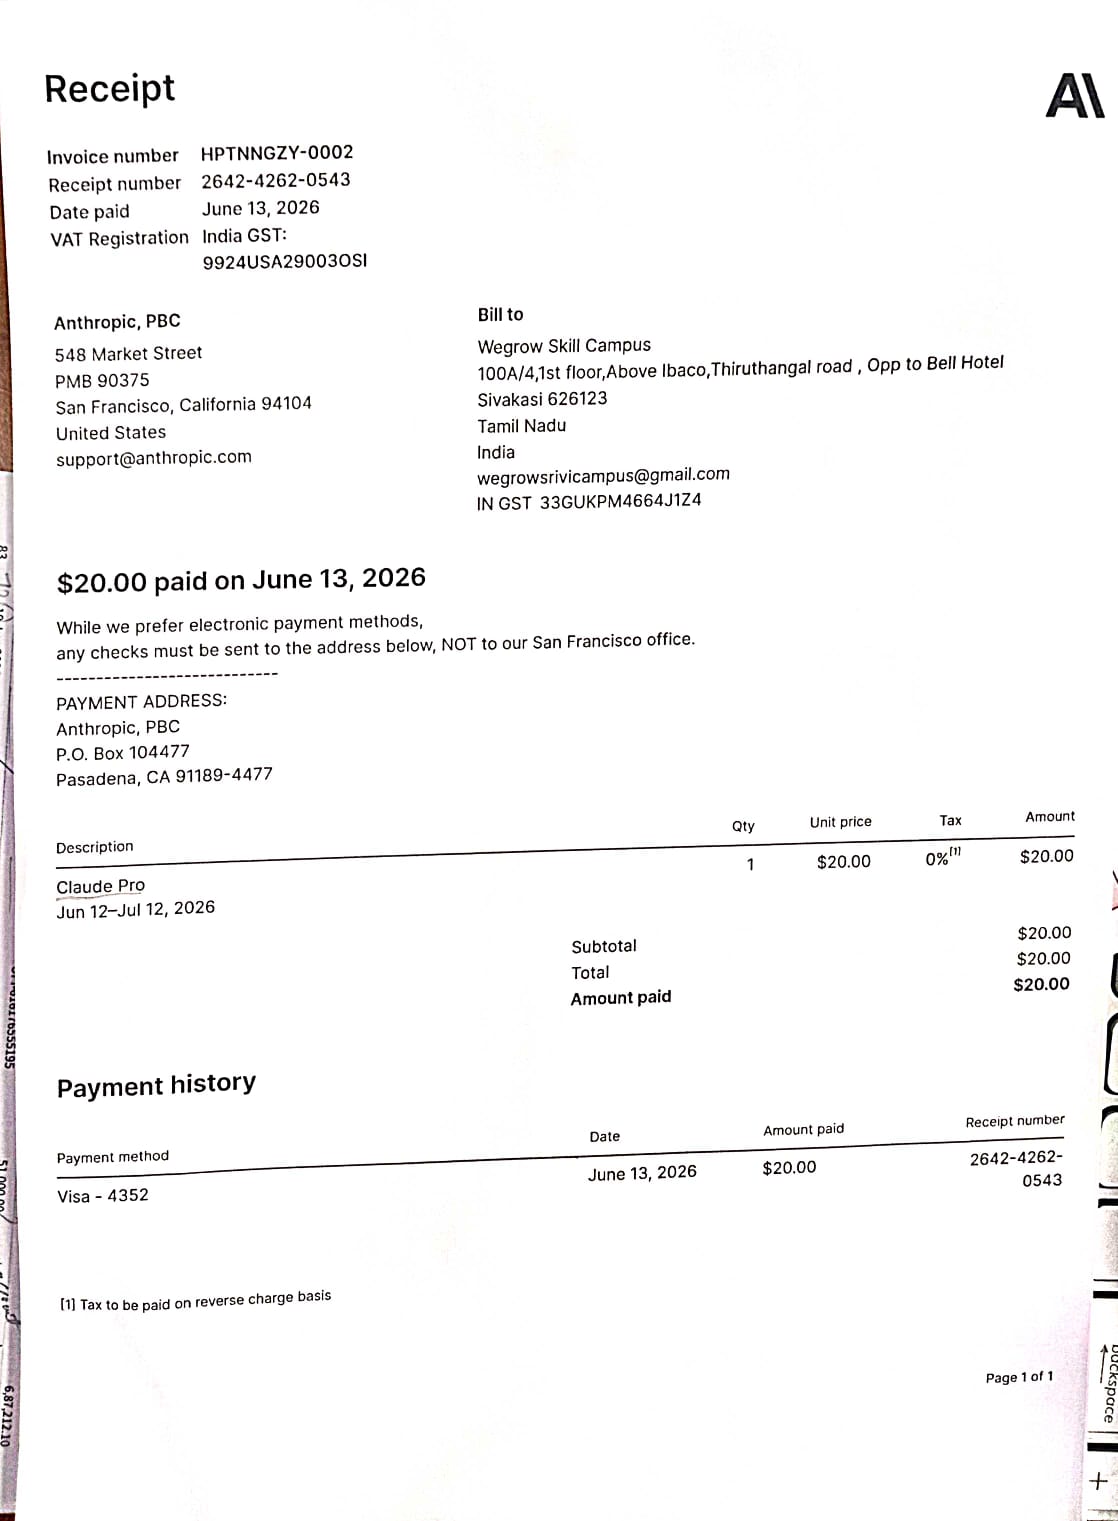 Receipt
A\
Invoice number HPTNNGZY-0002
Receipt number 2642-4262-0543
Date paid June 13, 2026
VAT Registration India GST:
9924USA29003OSI
Anthropic, PBC
548 Market Street
PMB 90375
San Francisco, California 94104
United States
support@anthropic.com
Bill to
Wegrow Skill Campus
100A/4,1st floor,Above Ibaco,Thiruthangal road , Opp to Bell Hotel
Sivakasi 626123
Tamil Nadu
India
wegrowsrivicampus@gmail.com
IN GST 33GUKPM4664J1Z4
$20.00 paid on June 13, 2026
While we prefer electronic payment methods,
any checks must be sent to the address below, NOT to our San Francisco office.
----------------------------
PAYMENT ADDRESS:
Anthropic, PBC
P.O. Box 104477
Pasadena, CA 91189-4477
Description Qty Unit price Tax Amount
Claude Pro 1 $20.00 0%[1] $20.00
Jun 12–Jul 12, 2026
Subtotal $20.00
Total $20.00
Amount paid $20.00
Payment history
Payment method Date Amount paid Receipt number
Visa - 4352 June 13, 2026 $20.00 2642-4262-
0543
[1] Tax to be paid on reverse charge basis
Page 1 of 1
backspace
+
6,87,212.10